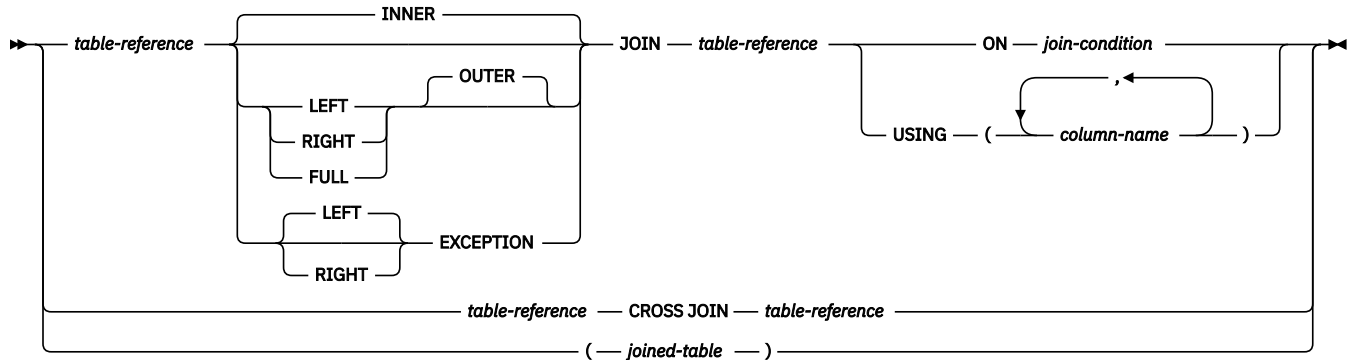 INNER
table-reference JOIN table-reference ON join-condition
OUTER ,
LEFT
RIGHT USING ( column-name )
FULL
LEFT
EXCEPTION
RIGHT
table-reference CROSS JOIN table-reference
( joined-table )